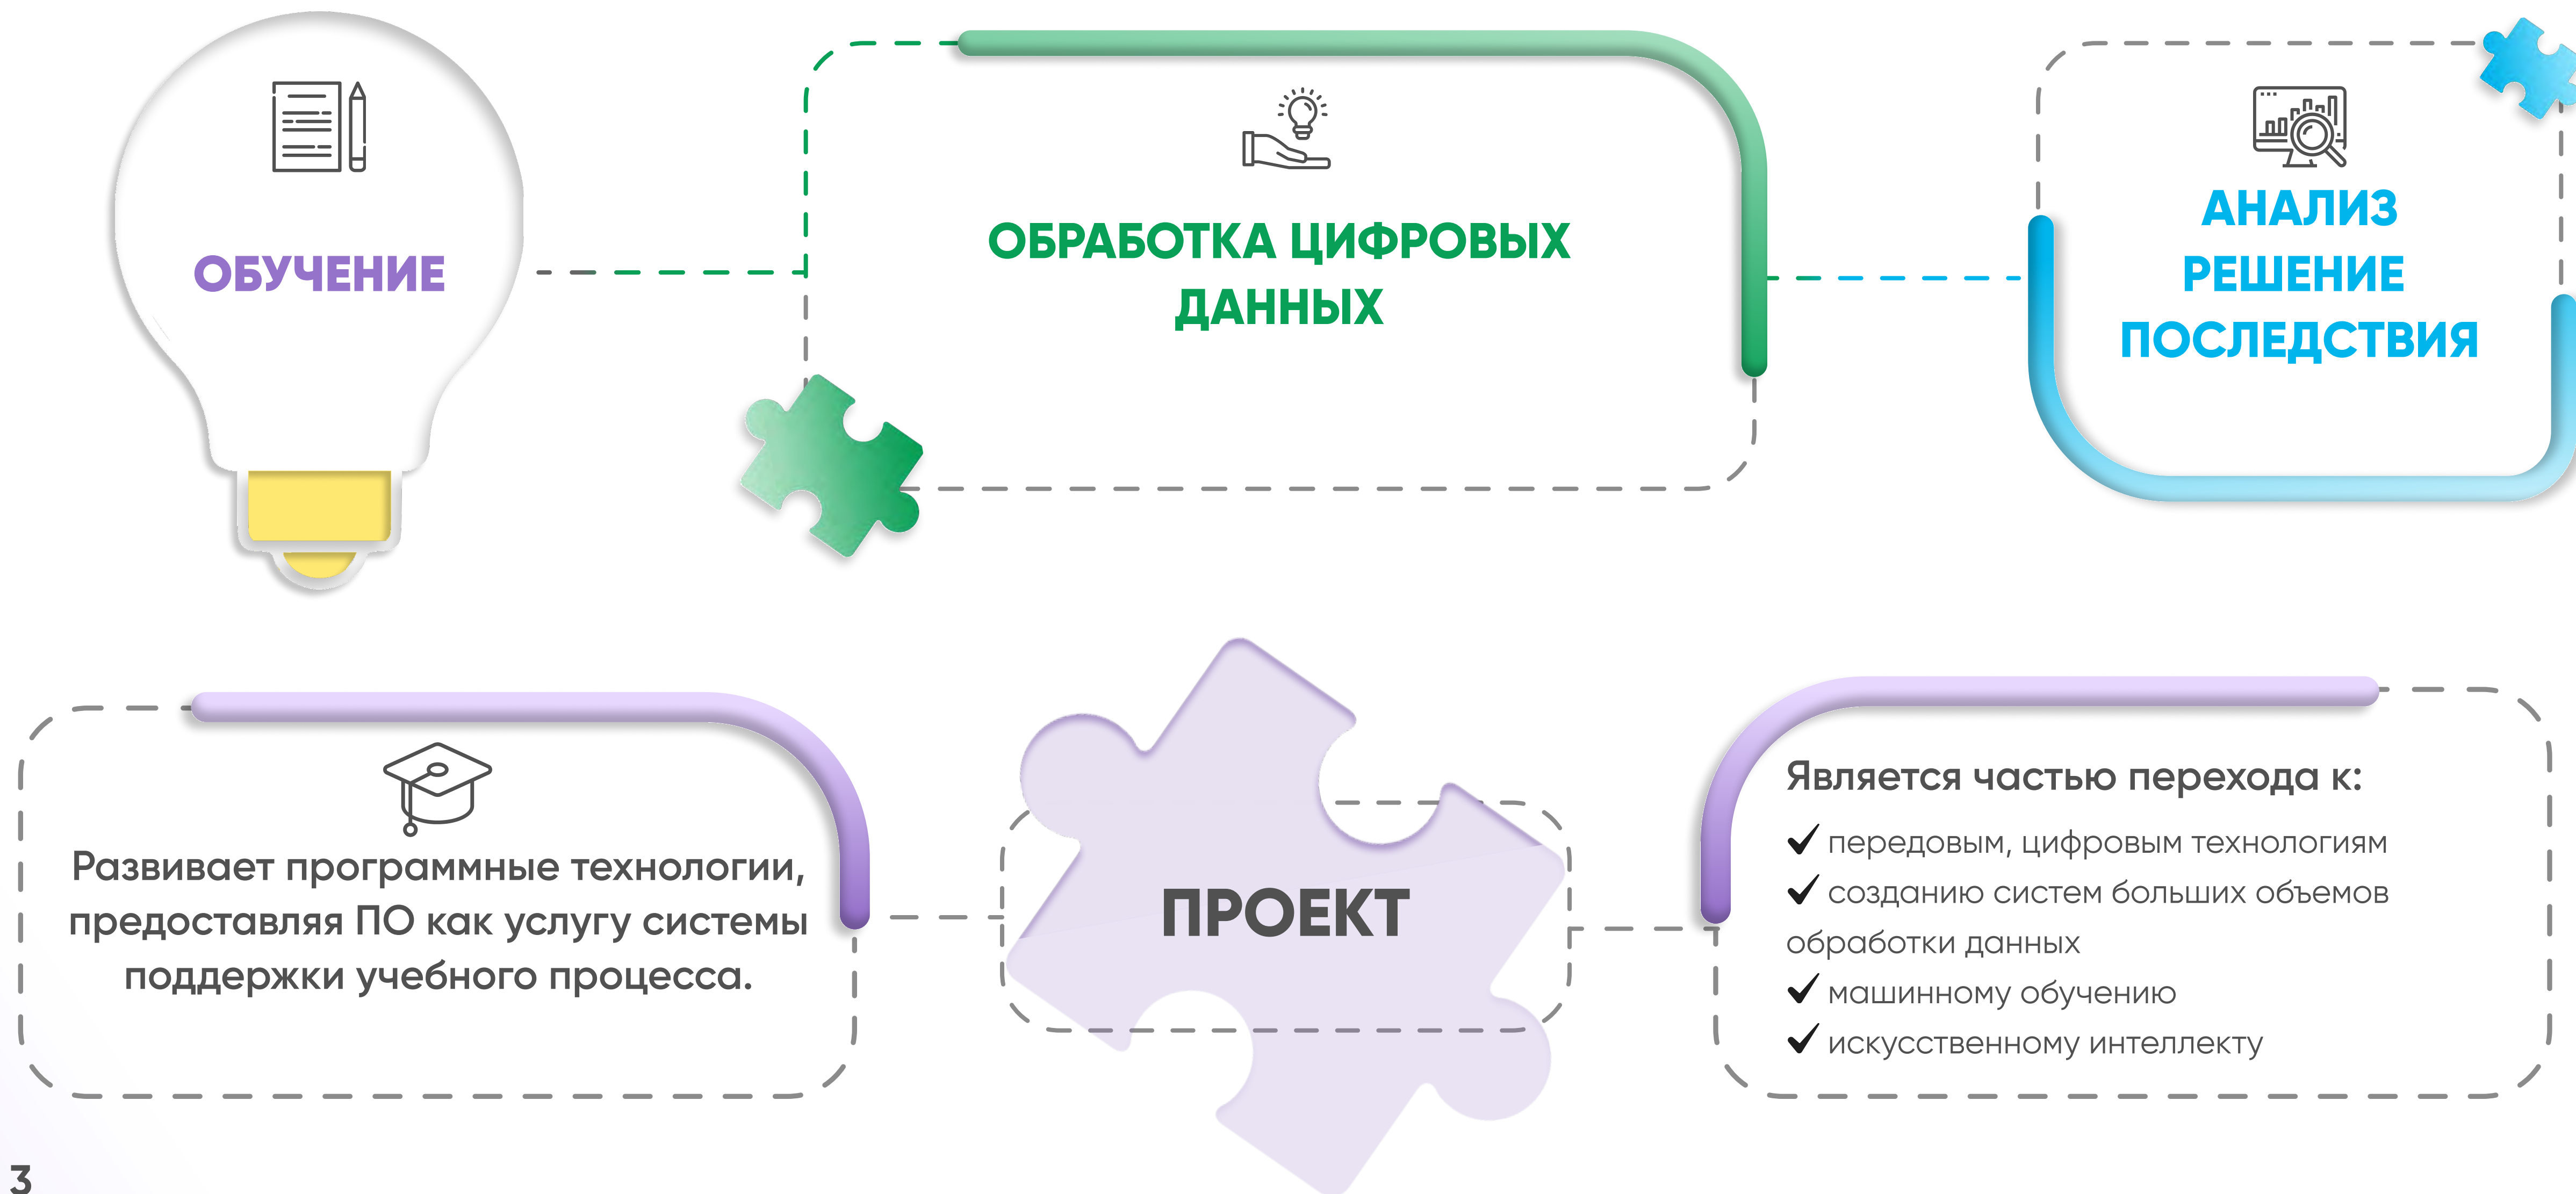 ОБУЧЕНИЕ
ОБРАБОТКА ЦИФРОВЫХ
ДАННЫХ
АНАЛИЗ
РЕШЕНИЕ
ПОСЛЕДСТВИЯ
Развивает программные технологии,
предоставляя ПО как услугу системы
поддержки учебного процесса.
ПРОЕКТ
Является частью перехода к:
✔ передовым, цифровым технологиям
✔ созданию систем больших объемов
обработки данных
✔ машинному обучению
✔ искусственному интеллекту
3